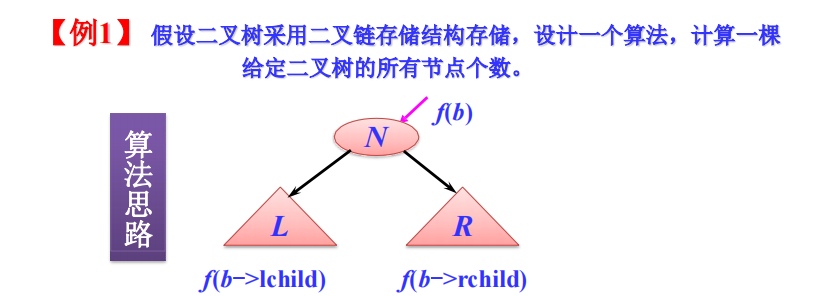 【例1】 假设二叉树采用二叉链存储结构存储，设计一个算法，计算一棵
给定二叉树的所有节点个数。
f(b)
N
算法思路
L
R
f(b->lchild)
f(b->rchild)